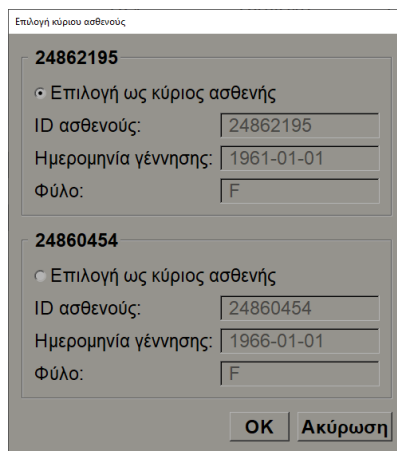 Επιλογή κύριου ασθενούς
24862195
Επιλογή ως κύριος ασθενής
ID ασθενούς: 24862195
Ημερομηνία γέννησης: 1961-01-01
Φύλο: F
24860454
Επιλογή ως κύριος ασθενής
ID ασθενούς: 24860454
Ημερομηνία γέννησης: 1966-01-01
Φύλο: F
OK Ακύρωση